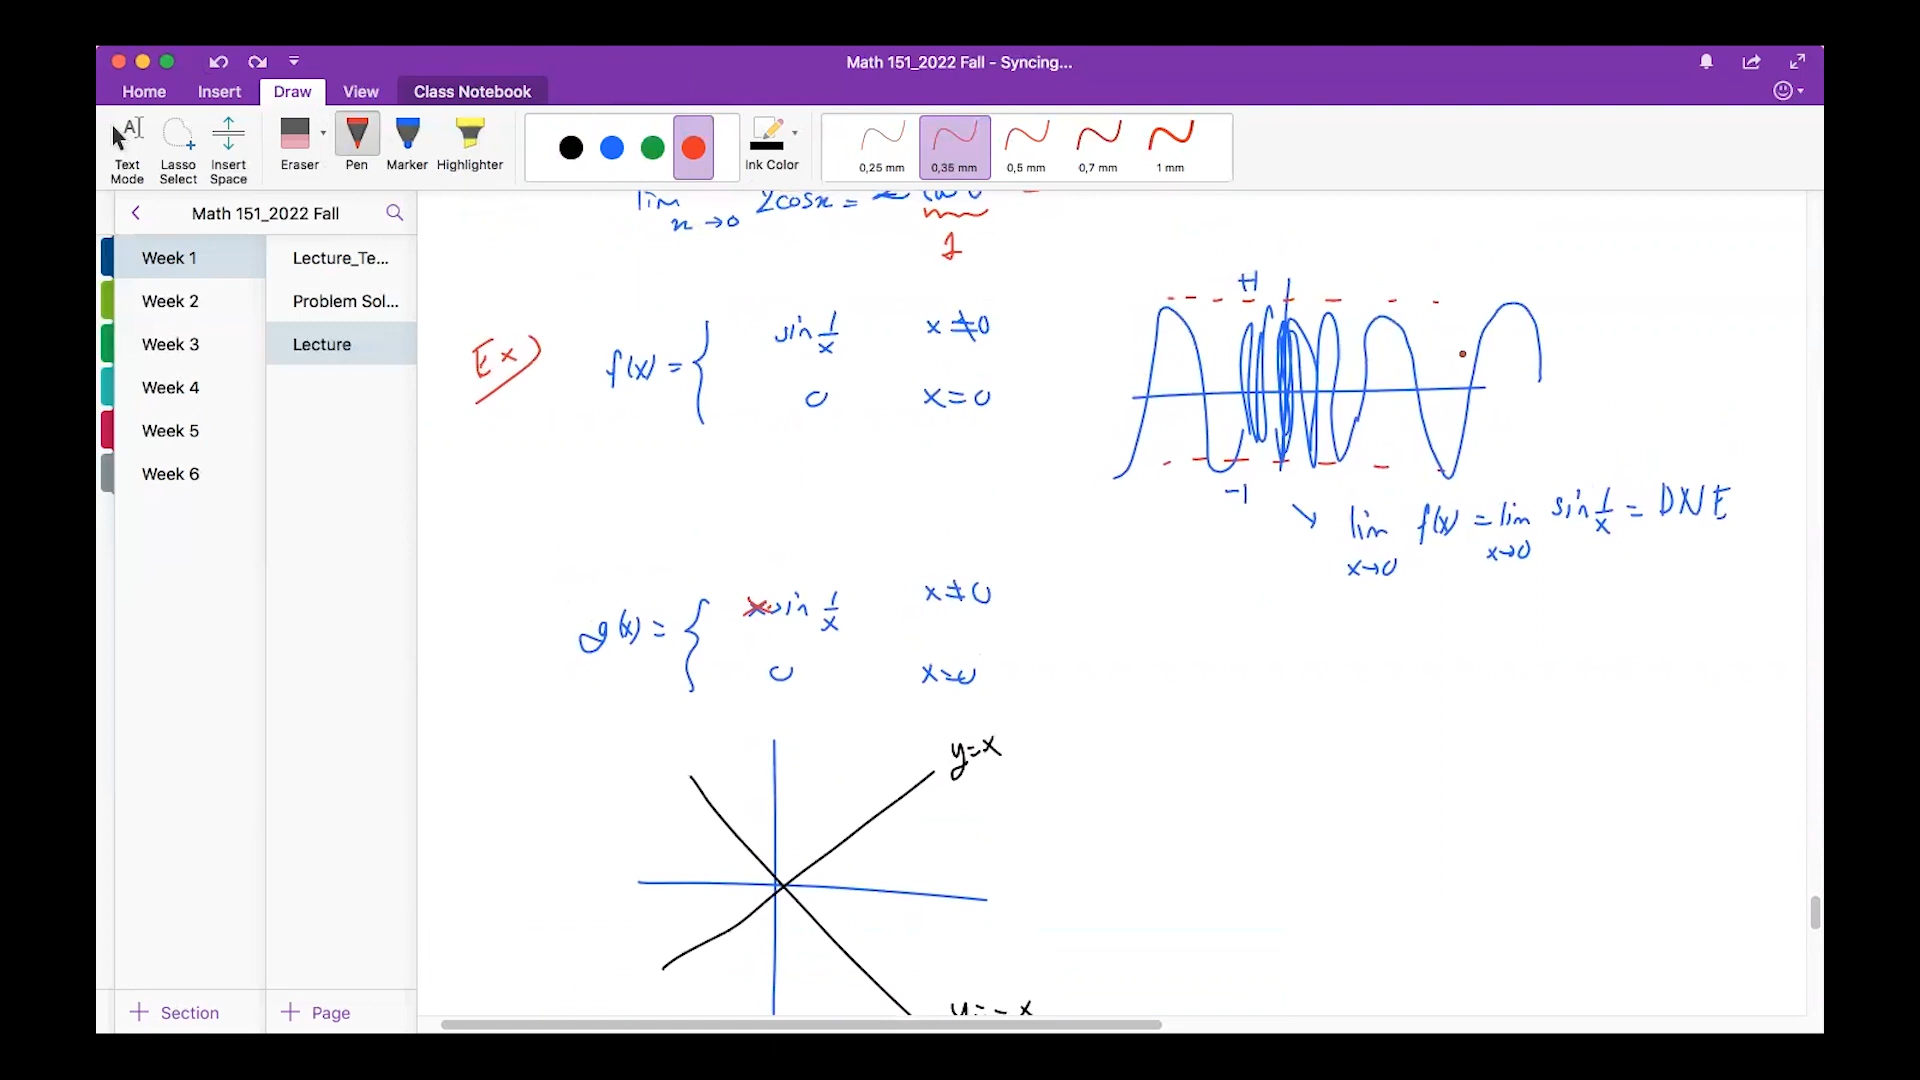 Math 151_2022 Fall - Syncing...
Home Insert Draw View Class Notebook
Text Mode Lasso Select Insert Space Eraser Pen Marker Highlighter Ink Color 0,25 mm 0,35 mm 0,5 mm 0,7 mm 1 mm
Math 151_2022 Fall
Week 1 Lecture_Te...
Week 2 Problem Sol...
Week 3 Lecture
Week 4
Week 5
Week 6
lim x→0 2cosx =
1
Ex) f(x) = { sin 1/x x≠0
0 x=0
+1
-1
lim x→0 f(x) = lim x→0 sin 1/x = DNE
g(x) = { x sin 1/x x≠0
0 x=0
y=x
y=-x
+ Section + Page